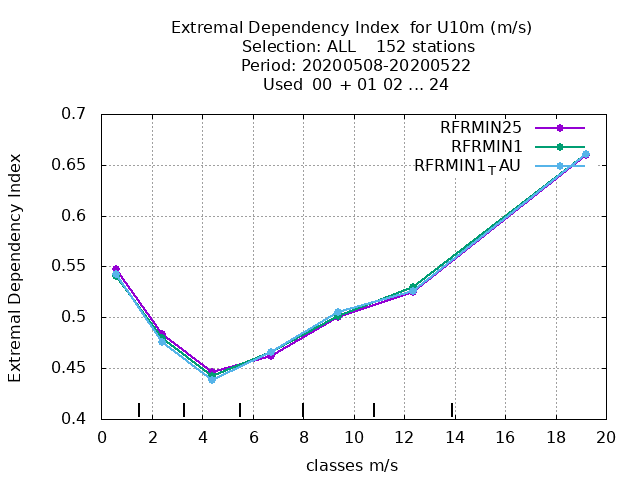 Extremal Dependency Index  for U10m (m/s)
Selection: ALL    152 stations
Period: 20200508-20200522
Used  00 + 01 02 ... 24
RFRMIN25
RFRMIN1
RFRMIN1TAU
Extremal Dependency Index
0.7
0.65
0.6
0.55
0.5
0.45
0.4
0 2 4 6 8 10 12 14 16 18 20
classes m/s